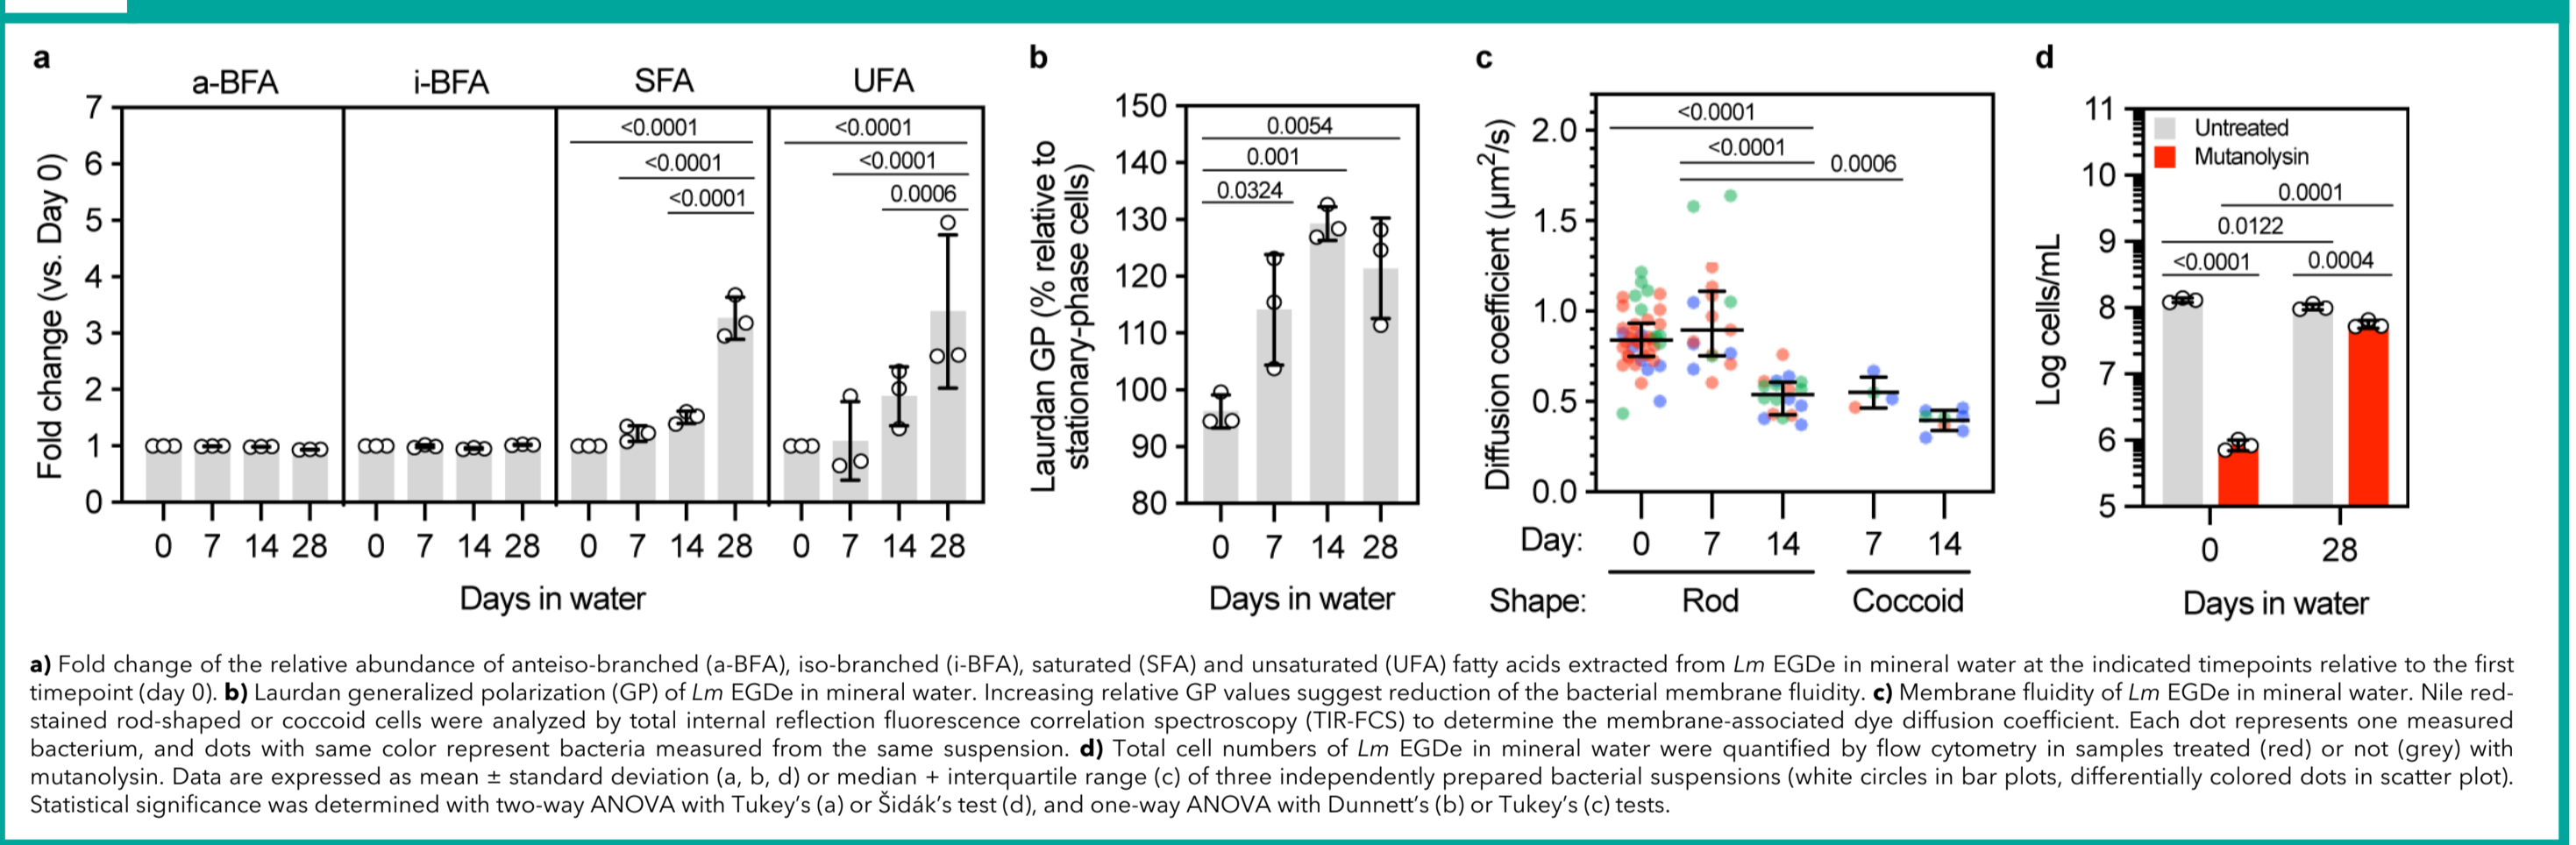 a
a-BFA
i-BFA
SFA
UFA
Fold change (vs. Day 0)
7
6
5
4
3
2
1
0
<0.0001
<0.0001
<0.0001
<0.0001
<0.0001
0.0006
0 7 14 28
0 7 14 28
0 7 14 28
0 7 14 28
Days in water
b
Laurdan GP (% relative to
stationary-phase cells)
150
140
130
120
110
100
90
80
0.0054
0.001
0.0324
0 7 14 28
Days in water
c
Diffusion coefficient (µm²/s)
2.0
1.5
1.0
0.5
0.0
<0.0001
<0.0001
0.0006
Day: 0 7 14 7 14
Shape: Rod Coccoid
d
Log cells/mL
11
10
9
8
7
6
5
Untreated
Mutanolysin
0.0001
0.0122
<0.0001
0.0004
0 28
Days in water
a) Fold change of the relative abundance of anteiso-branched (a-BFA), iso-branched (i-BFA), saturated (SFA) and unsaturated (UFA) fatty acids extracted from Lm EGDe in mineral water at the indicated timepoints relative to the first
timepoint (day 0). b) Laurdan generalized polarization (GP) of Lm EGDe in mineral water. Increasing relative GP values suggest reduction of the bacterial membrane fluidity. c) Membrane fluidity of Lm EGDe in mineral water. Nile red-
stained rod-shaped or coccoid cells were analyzed by total internal reflection fluorescence correlation spectroscopy (TIR-FCS) to determine the membrane-associated dye diffusion coefficient. Each dot represents one measured
bacterium, and dots with same color represent bacteria measured from the same suspension. d) Total cell numbers of Lm EGDe in mineral water were quantified by flow cytometry in samples treated (red) or not (grey) with
mutanolysin. Data are expressed as mean ± standard deviation (a, b, d) or median + interquartile range (c) of three independently prepared bacterial suspensions (white circles in bar plots, differentially colored dots in scatter plot).
Statistical significance was determined with two-way ANOVA with Tukey's (a) or Šidák's test (d), and one-way ANOVA with Dunnett's (b) or Tukey's (c) tests.